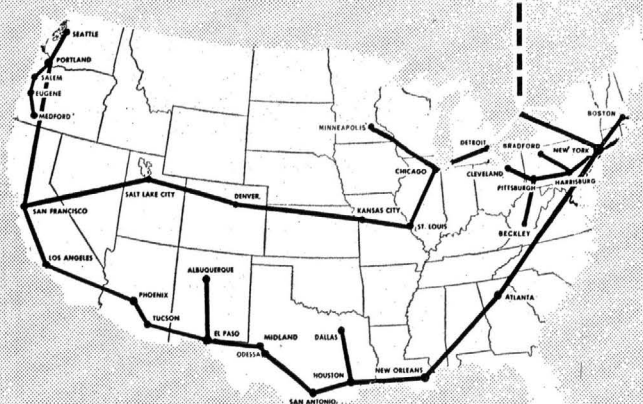 SEATTLE
PORTLAND
SALEM
EUGENE
MEDFORD
MINNEAPOLIS
DETROIT
BRADFORD
BOSTON
NEW YORK
CHICAGO
CLEVELAND
PITTSBURGH
HARRISBURG
SALT LAKE CITY
DENVER
KANSAS CITY
ST. LOUIS
BECKLEY
SAN FRANCISCO
LOS ANGELES
ALBUQUERQUE
PHOENIX
TUCSON
EL PASO
MIDLAND
ODESSA
DALLAS
ATLANTA
HOUSTON
NEW ORLEANS
SAN ANTONIO